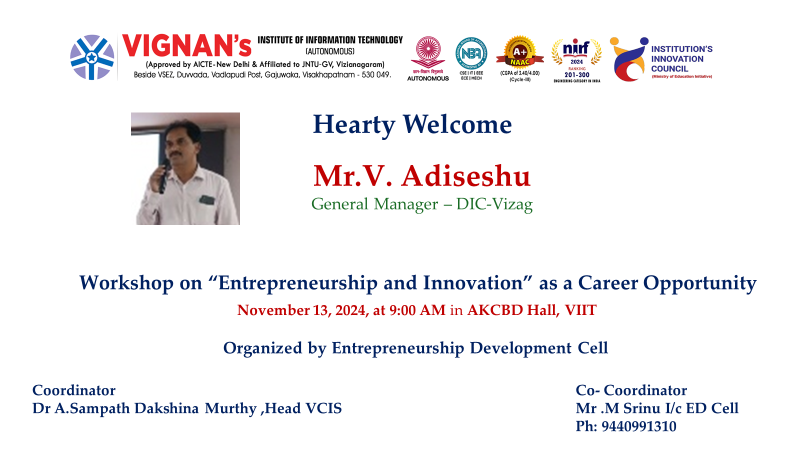 VIGNAN's INSTITUTE OF INFORMATION TECHNOLOGY
(AUTONOMOUS)
(Approved by AICTE- New Delhi & Affiliated to JNTU-GV, Vizianagaram)
Beside VSEZ, Duvvada, Vadlapudi Post, Gajuwaka, Visakhapatnam - 530 049.
AUTONOMOUS
NBA
CSE | IT | ECE
ECE | MECH
A+
NAAC
(CGPA of 3.40/4.00)
(Cycle-III)
nirf
2024
RANKING
201-300
ENGINEERING CATEGORY IN INDIA
INSTITUTION'S
INNOVATION
COUNCIL
(Ministry of Education Initiative)
Hearty Welcome
Mr.V. Adiseshu
General Manager – DIC-Vizag
Workshop on “Entrepreneurship and Innovation” as a Career Opportunity
November 13, 2024, at 9:00 AM in AKCBD Hall, VIIT
Organized by Entrepreneurship Development Cell
Coordinator
Dr A.Sampath Dakshina Murthy ,Head VCIS
Co- Coordinator
Mr .M Srinu I/c ED Cell
Ph: 9440991310